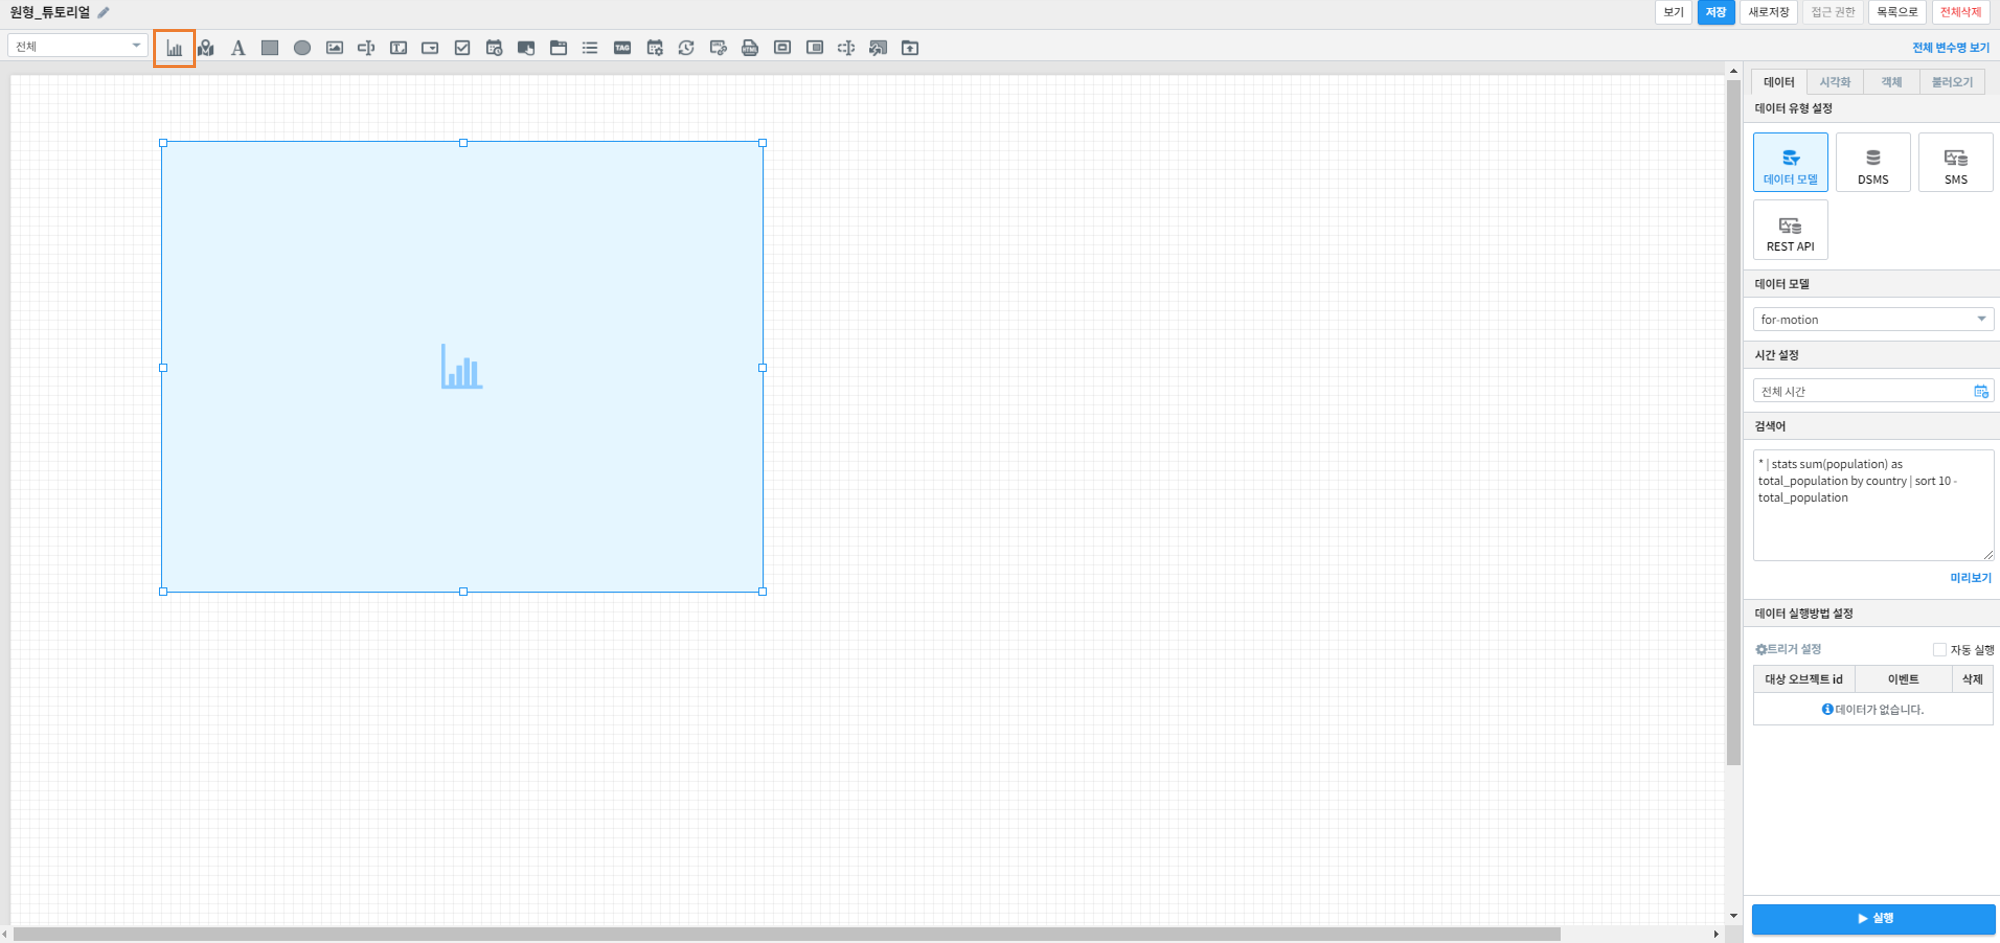 원형_튜토리얼
보기
저장
새로저장
접근 권한
목록으로
전체삭제
전체
A
T
TAG
HTML
전체 변수명 보기
데이터
시각화
객체
불러오기
데이터 유형 설정
데이터 모델
DSMS
SMS
REST API
데이터 모델
for-motion
시간 설정
전체 시간
검색어
* | stats sum(population) as
total_population by country | sort 10 -
total_population
미리보기
데이터 실행방법 설정
트리거 설정
자동 실행
대상 오브젝트 id
이벤트
삭제
데이터가 없습니다.
실행